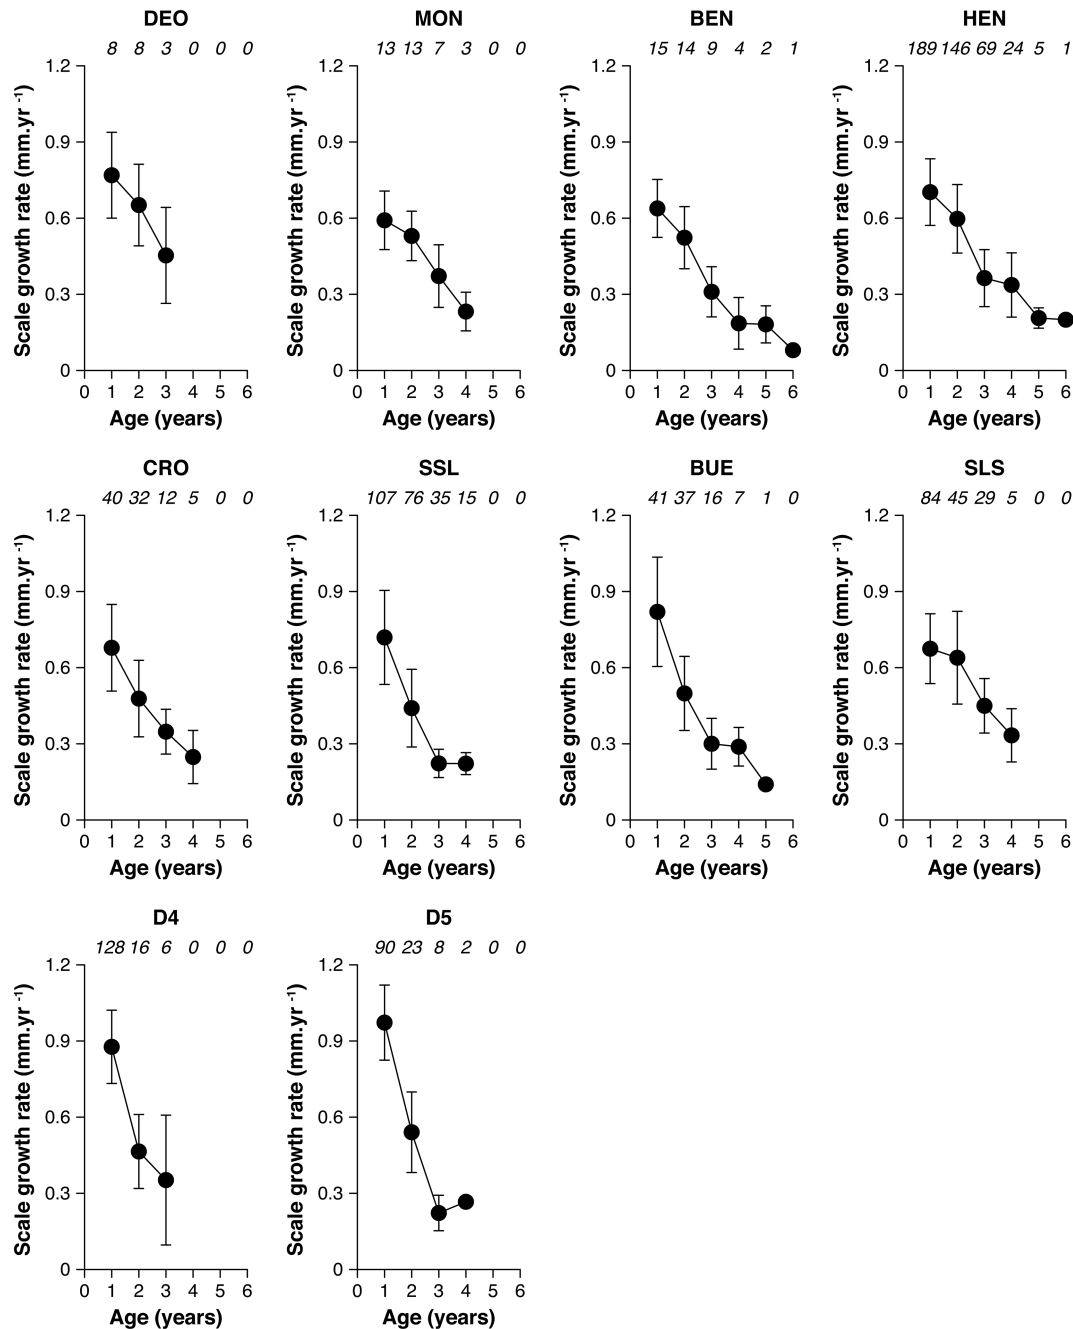 DEO MON BEN HEN
8 8 3 0 0 0 13 13 7 3 0 0 15 14 9 4 2 1 189 146 69 24 5 1
Scale growth rate (mm.yr -1) Scale growth rate (mm.yr -1) Scale growth rate (mm.yr -1) Scale growth rate (mm.yr -1)
1.2 1.2 1.2 1.2
0.9 0.9 0.9 0.9
0.6 0.6 0.6 0.6
0.3 0.3 0.3 0.3
0 0 0 0
0 1 2 3 4 5 6 0 1 2 3 4 5 6 0 1 2 3 4 5 6 0 1 2 3 4 5 6
Age (years) Age (years) Age (years) Age (years)
CRO SSL BUE SLS
40 32 12 5 0 0 107 76 35 15 0 0 41 37 16 7 1 0 84 45 29 5 0 0
Scale growth rate (mm.yr -1) Scale growth rate (mm.yr -1) Scale growth rate (mm.yr -1) Scale growth rate (mm.yr -1)
1.2 1.2 1.2 1.2
0.9 0.9 0.9 0.9
0.6 0.6 0.6 0.6
0.3 0.3 0.3 0.3
0 0 0 0
0 1 2 3 4 5 6 0 1 2 3 4 5 6 0 1 2 3 4 5 6 0 1 2 3 4 5 6
Age (years) Age (years) Age (years) Age (years)
D4 D5
128 16 6 0 0 0 90 23 8 2 0 0
Scale growth rate (mm.yr -1) Scale growth rate (mm.yr -1)
1.2 1.2
0.9 0.9
0.6 0.6
0.3 0.3
0 0
0 1 2 3 4 5 6 0 1 2 3 4 5 6
Age (years) Age (years)